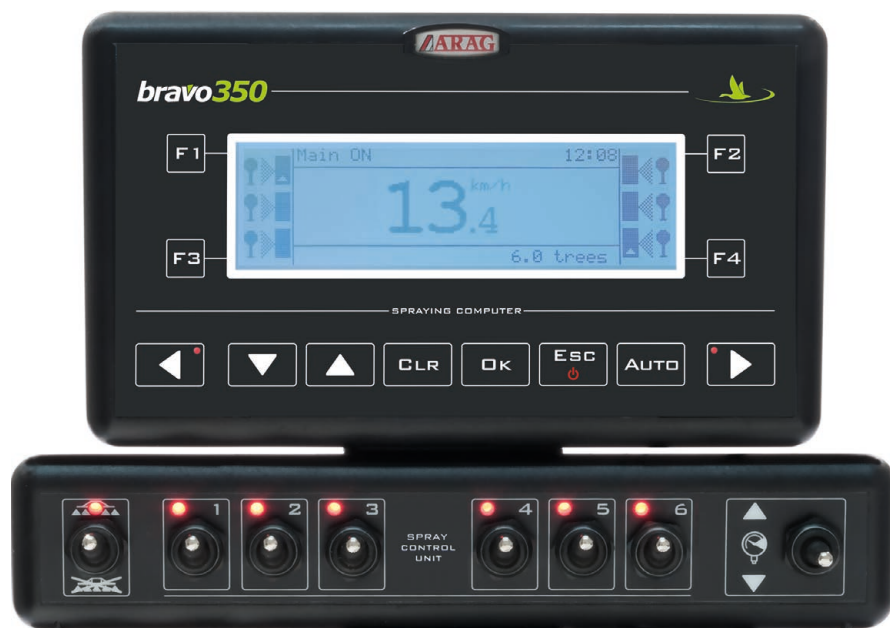 ARAG
bravo350
F1
F2
Main ON 12:08
13.4 km/h
6.0 trees
F3
F4
SPRAYING COMPUTER
CLR OK ESC AUTO
1 2 3 4 5 6
SPRAY
CONTROL
UNIT